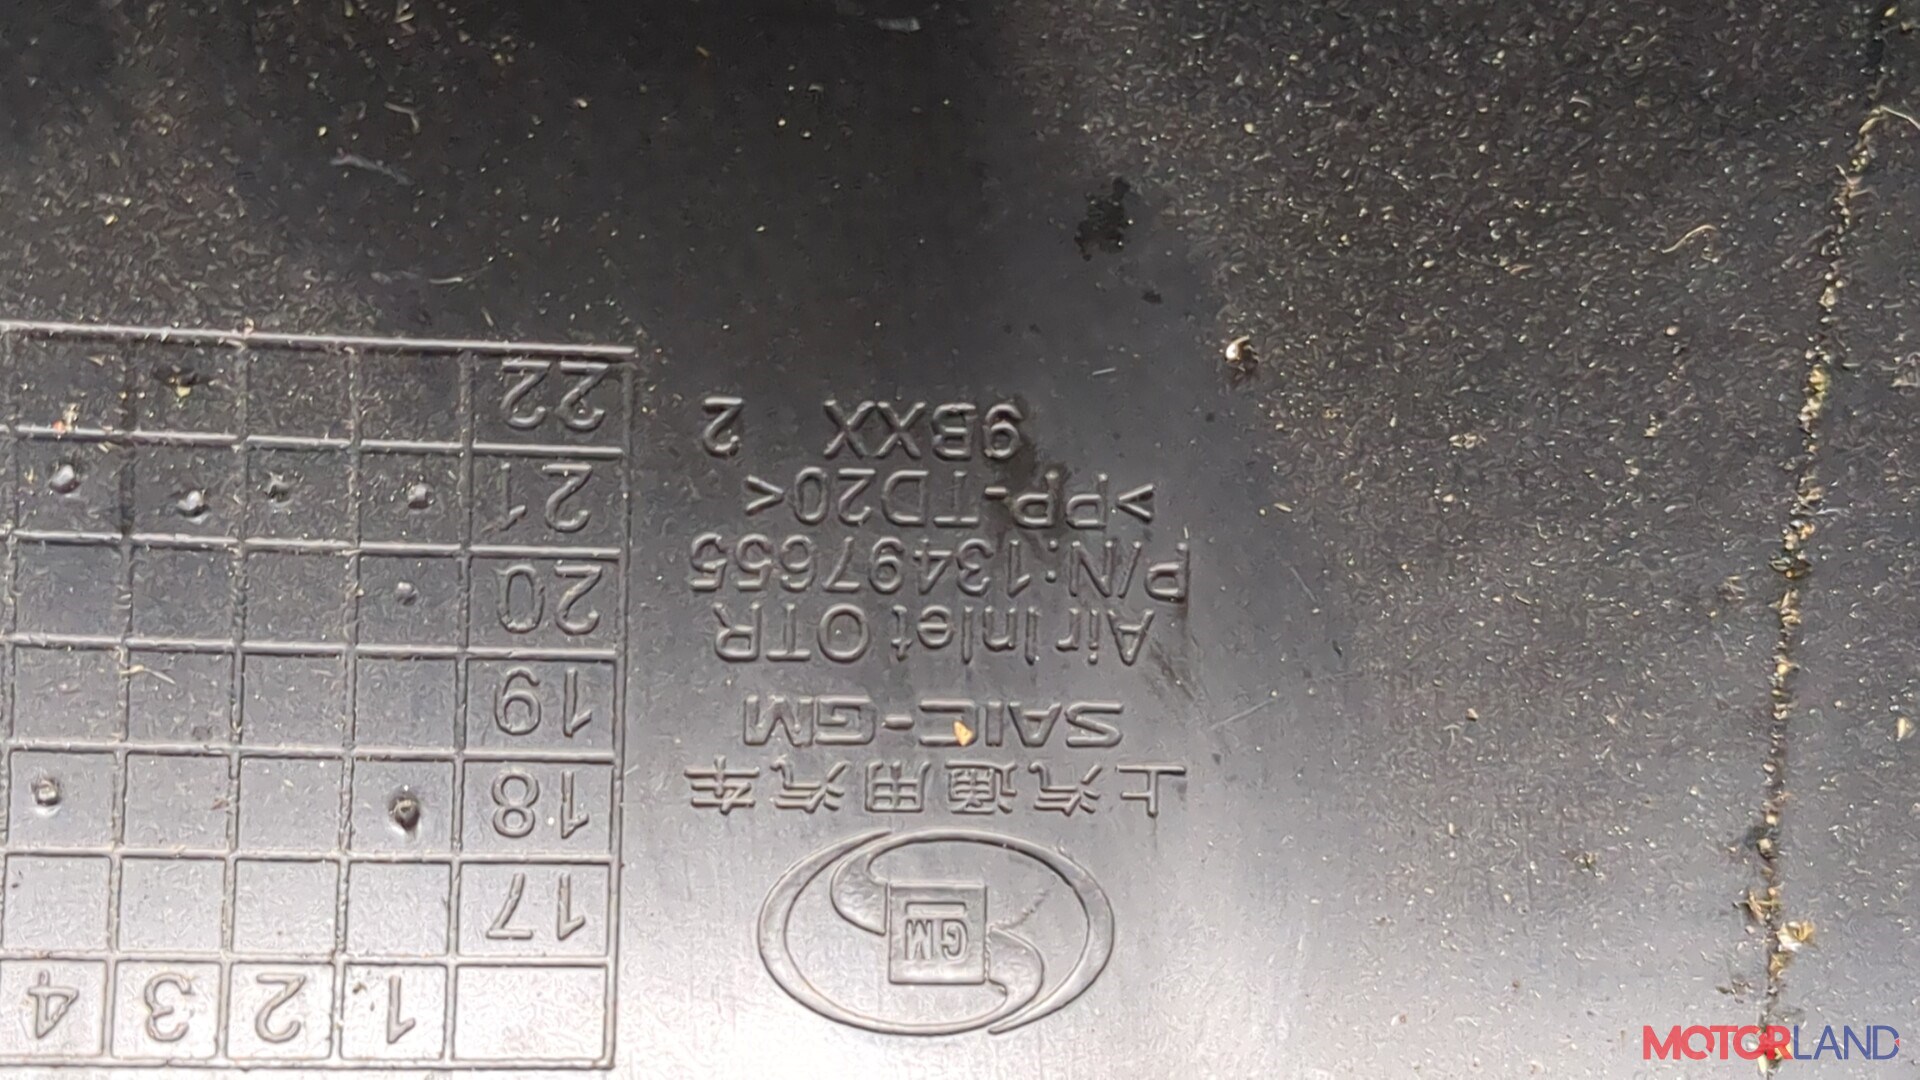 1 2 3 4
17
18
19
20
21
22
GM
上汽通用汽车
SAIC-GM
Air Inlet OTR
P/N:13497655
>PP-TD20<
9BXX 2
MOTORLAND